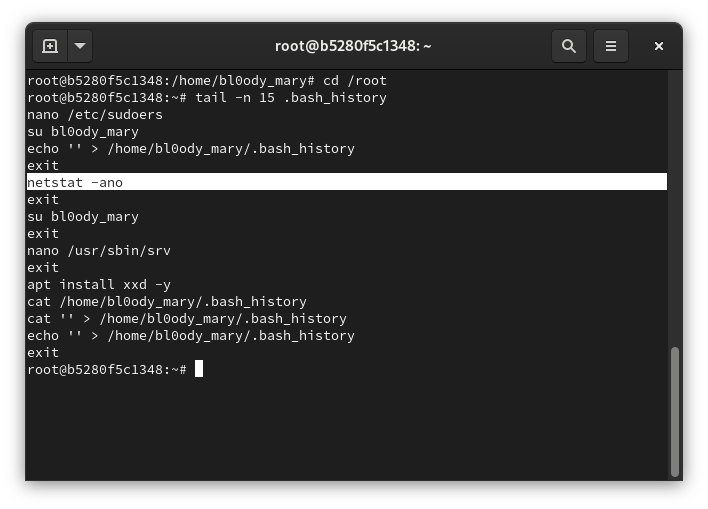 root@b5280f5c1348: ~
root@b5280f5c1348:/home/bl0ody_mary# cd /root
root@b5280f5c1348:~# tail -n 15 .bash_history
nano /etc/sudoers
su bl0ody_mary
echo '' > /home/bl0ody_mary/.bash_history
exit
netstat -ano
exit
su bl0ody_mary
exit
nano /usr/sbin/srv
exit
apt install xxd -y
cat /home/bl0ody_mary/.bash_history
cat '' > /home/bl0ody_mary/.bash_history
echo '' > /home/bl0ody_mary/.bash_history
exit
root@b5280f5c1348:~#